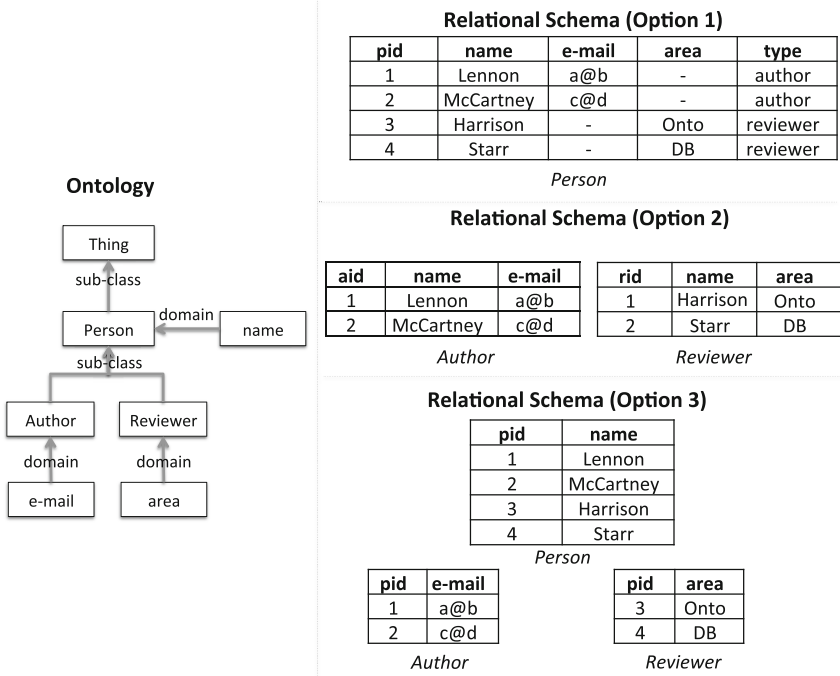 Ontology
Thing
sub-class
Person
domain
name
sub-class
Author
Reviewer
domain
domain
e-mail
area
Relational Schema (Option 1)
pid name e-mail area type
1 Lennon a@b - author
2 McCartney c@d - author
3 Harrison - Onto reviewer
4 Starr - DB reviewer
Person
Relational Schema (Option 2)
aid name e-mail
1 Lennon a@b
2 McCartney c@d
Author
rid name area
1 Harrison Onto
2 Starr DB
Reviewer
Relational Schema (Option 3)
pid name
1 Lennon
2 McCartney
3 Harrison
4 Starr
Person
pid e-mail
1 a@b
2 c@d
Author
pid area
3 Onto
4 DB
Reviewer